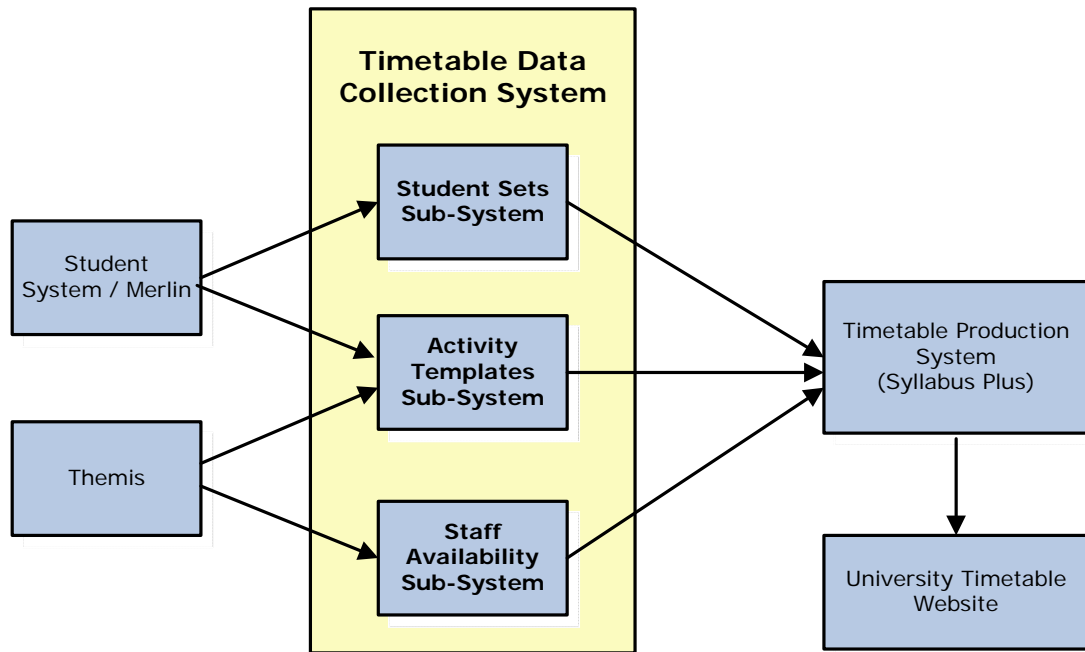 Timetable Data
Collection System
Student Sets
Sub-System
Student
System / Merlin
Activity
Templates
Sub-System
Timetable Production
System
(Syllabus Plus)
Themis
Staff
Availability
Sub-System
University Timetable
Website